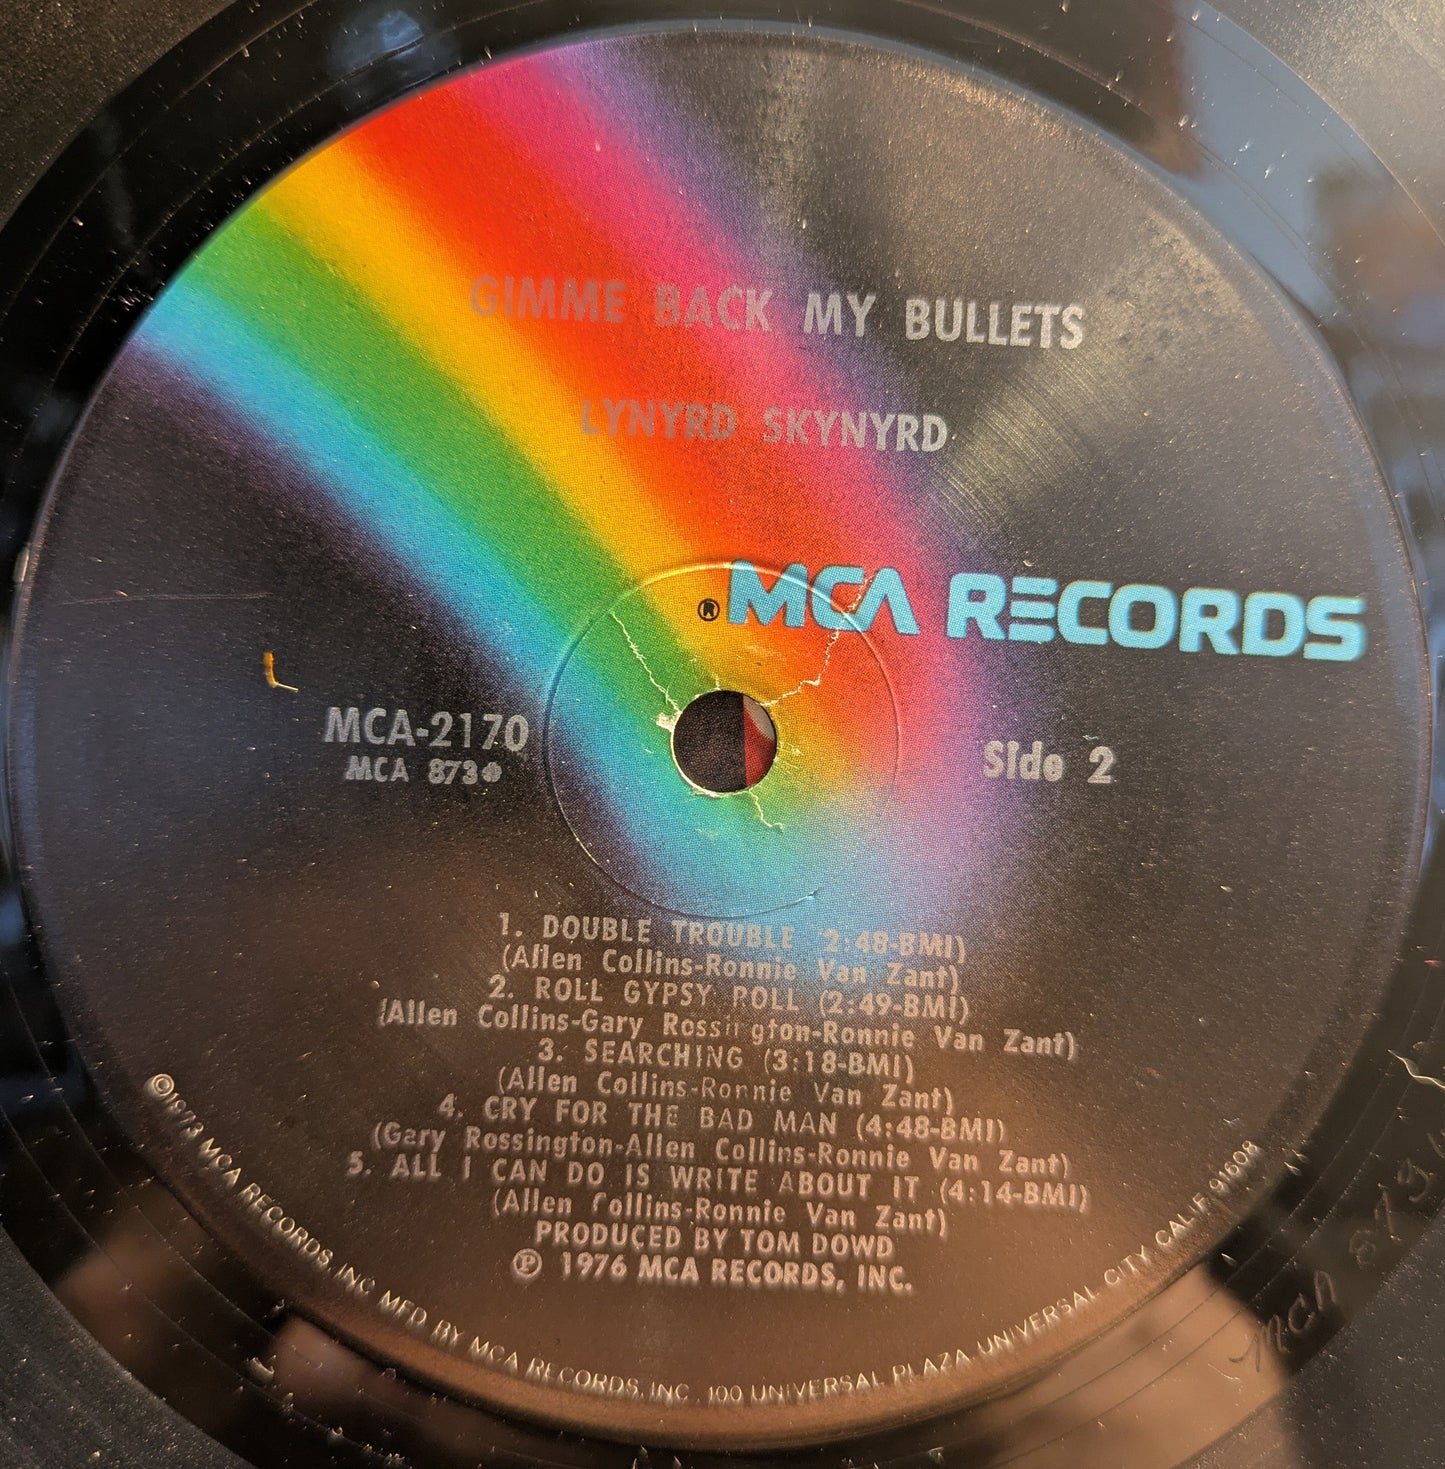 GIMME BACK MY BULLETS
LYNYRD SKYNYRD
® MCA RECORDS
MCA-2170
MCA 873
Side 2
1. DOUBLE TROUBLE 2:48-BMI)
(Allen Collins-Ronnie Van Zant)
2. ROLL GYPSY ROLL (2:49-BMI)
(Allen Collins-Gary Rossington-Ronnie Van Zant)
3. SEARCHING (3:18-BMI)
(Allen Collins-Ronnie Van Zant)
4. CRY FOR THE BAD MAN (4:48-BMI)
(Gary Rossington-Allen Collins-Ronnie Van Zant)
5. ALL I CAN DO IS WRITE ABOUT IT (4:14-BMI)
(Allen Collins-Ronnie Van Zant)
PRODUCED BY TOM DOWD
℗ 1976 MCA RECORDS, INC.
©1973 MCA RECORDS, INC MFD BY MCA RECORDS, INC. 100 UNIVERSAL PLAZA UNIVERSAL CITY CALIF. 91608
MCA 873